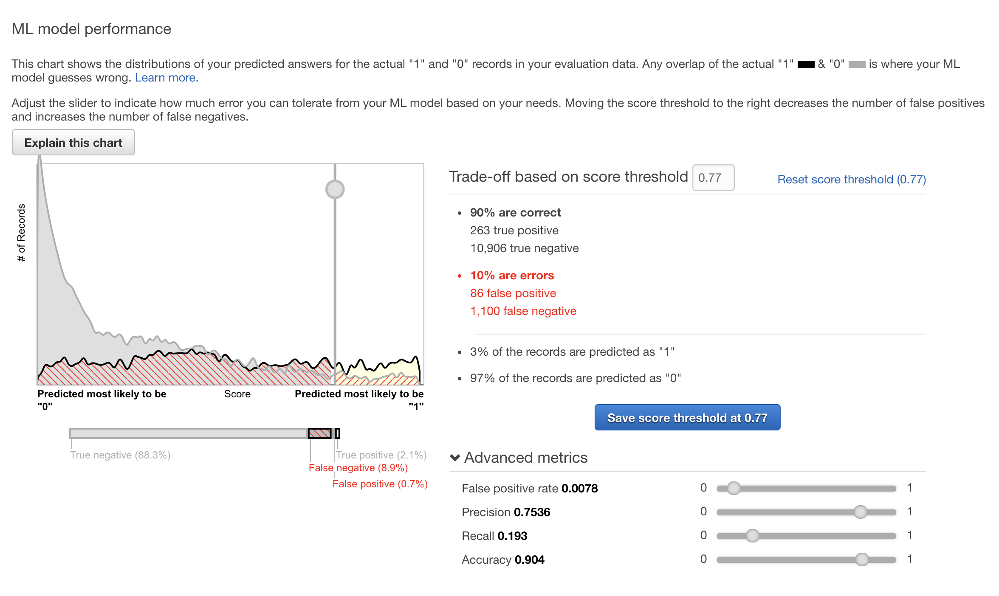 ML model performance
This chart shows the distributions of your predicted answers for the actual "1" and "0" records in your evaluation data. Any overlap of the actual "1" & "0" is where your ML
model guesses wrong. Learn more.
Adjust the slider to indicate how much error you can tolerate from your ML model based on your needs. Moving the score threshold to the right decreases the number of false positives
and increases the number of false negatives.
Explain this chart
# of Records
Predicted most likely to be
"0"
Score
Predicted most likely to be
"1"
True negative (88.3%)
True positive (2.1%)
False negative (8.9%)
False positive (0.7%)
Trade-off based on score threshold 0.77
Reset score threshold (0.77)
• 90% are correct
263 true positive
10,906 true negative
• 10% are errors
86 false positive
1,100 false negative
• 3% of the records are predicted as "1"
• 97% of the records are predicted as "0"
Save score threshold at 0.77
Advanced metrics
False positive rate 0.0078 0 1
Precision 0.7536 0 1
Recall 0.193 0 1
Accuracy 0.904 0 1